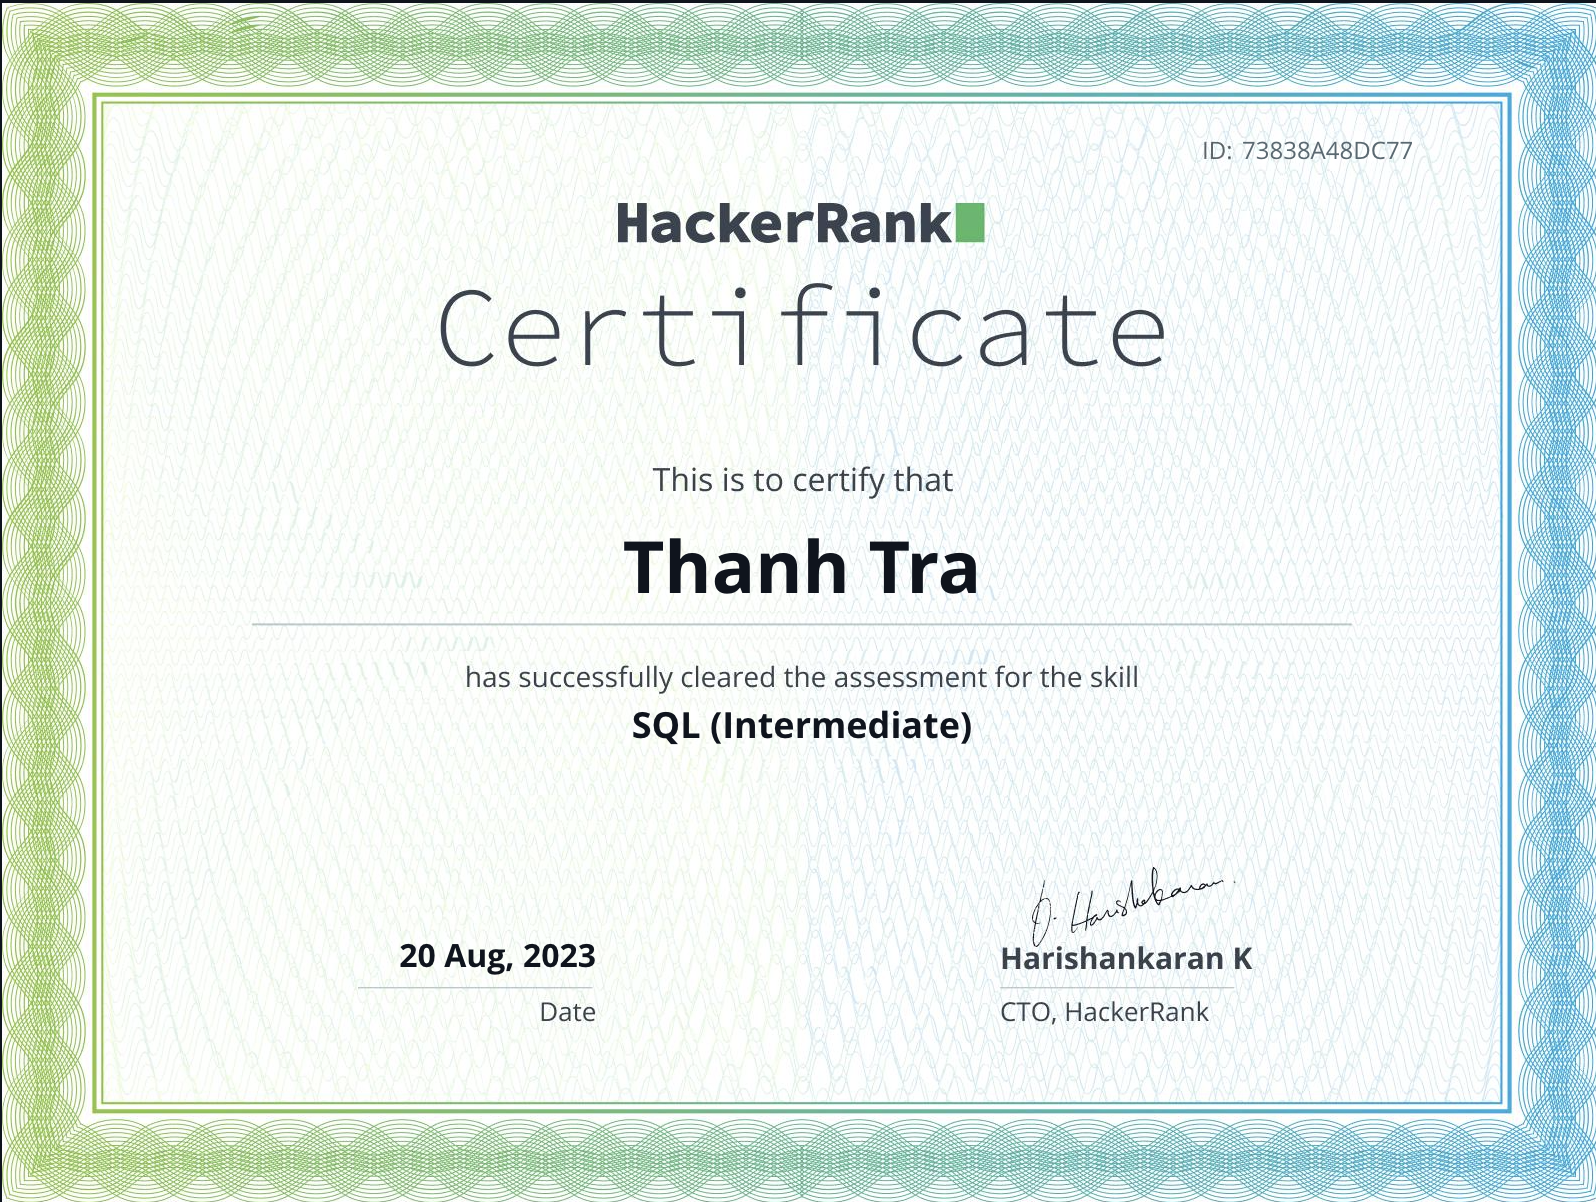 ID: 73838A48DC77
HackerRank
Certificate
This is to certify that
Thanh Tra
has successfully cleared the assessment for the skill
SQL (Intermediate)
20 Aug, 2023
Date
Harishankaran K
CTO, HackerRank